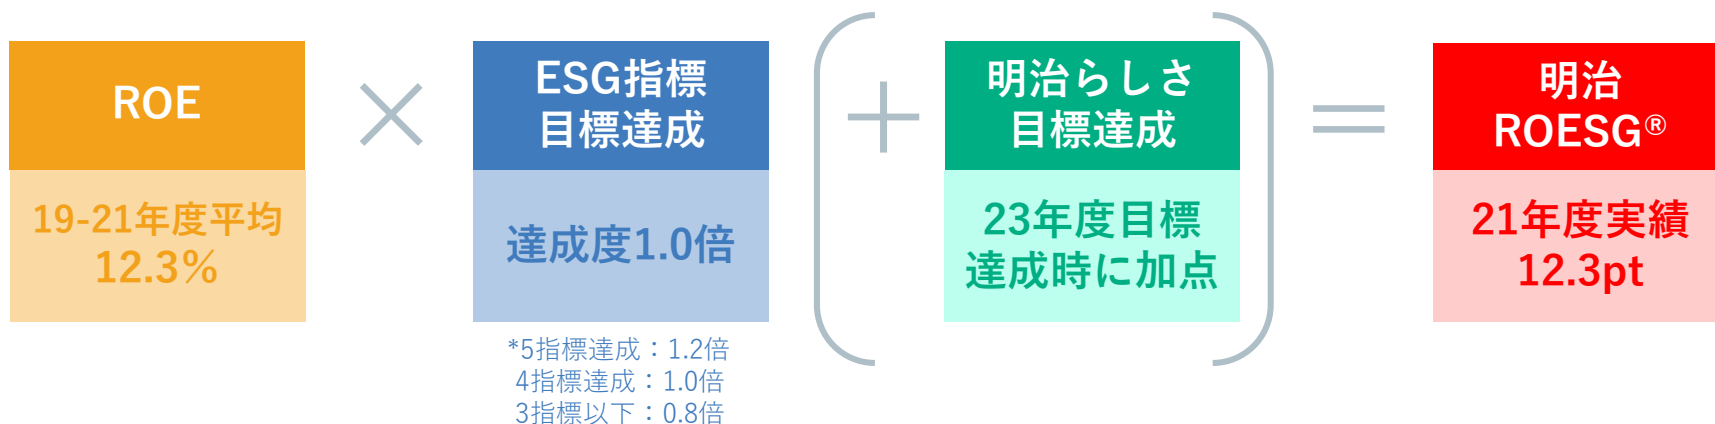 ROE
19-21年度平均
12.3%
×
ESG指標
目標達成
達成度1.0倍
*5指標達成：1.2倍
4指標達成：1.0倍
3指標以下：0.8倍
+
明治らしさ
目標達成
23年度目標
達成時に加点
=
明治
ROESG®
21年度実績
12.3pt